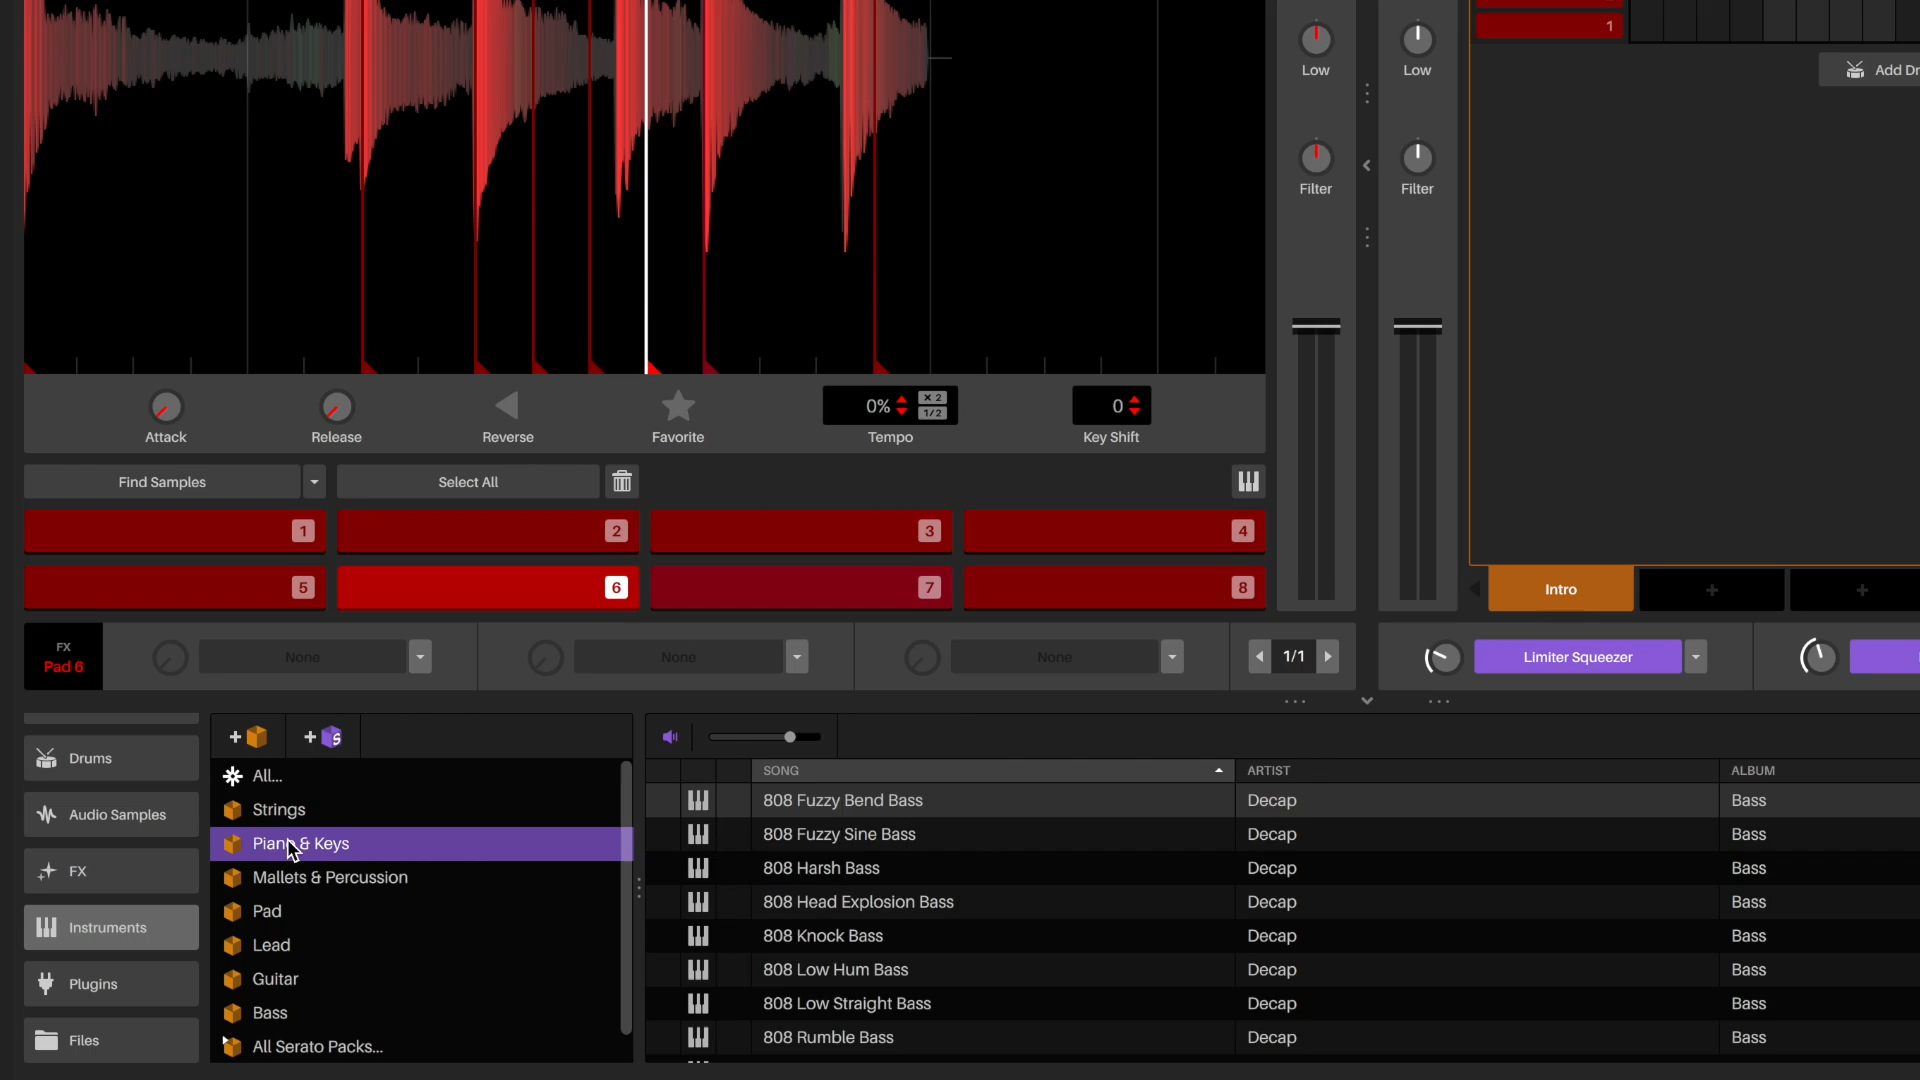 1
Low
Low
Add Dr
Filter
Filter
Attack
Release
Reverse
Favorite
0%
x 2
1/2
Tempo
0
Key Shift
Find Samples
Select All
1
2
3
4
5
6
7
8
Intro
+
+
FX
Pad 6
None
None
None
1/1
Limiter Squeezer
Drums
Audio Samples
FX
Instruments
Plugins
Files
+
+ S
All...
Strings
Piano & Keys
Mallets & Percussion
Pad
Lead
Guitar
Bass
All Serato Packs...
SONG ARTIST ALBUM
808 Fuzzy Bend Bass Decap Bass
808 Fuzzy Sine Bass Decap Bass
808 Harsh Bass Decap Bass
808 Head Explosion Bass Decap Bass
808 Knock Bass Decap Bass
808 Low Hum Bass Decap Bass
808 Low Straight Bass Decap Bass
808 Rumble Bass Decap Bass